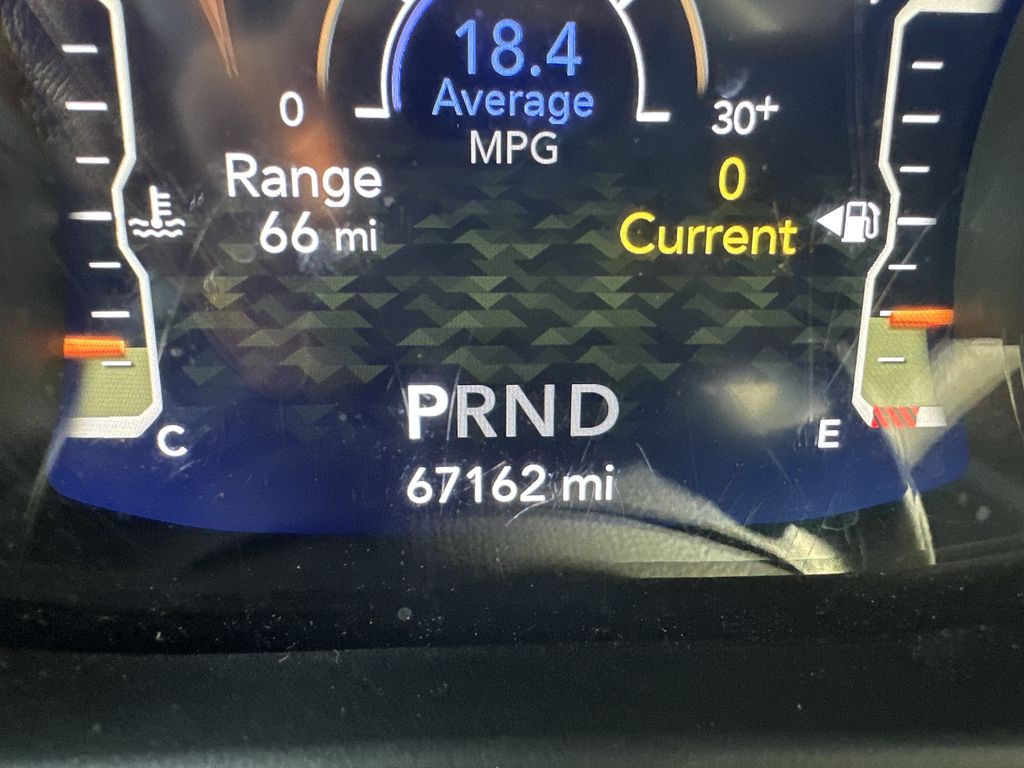 18.4
Average
MPG
0
30+
Range
66 mi
0
Current
PRND
C
E
67162 mi